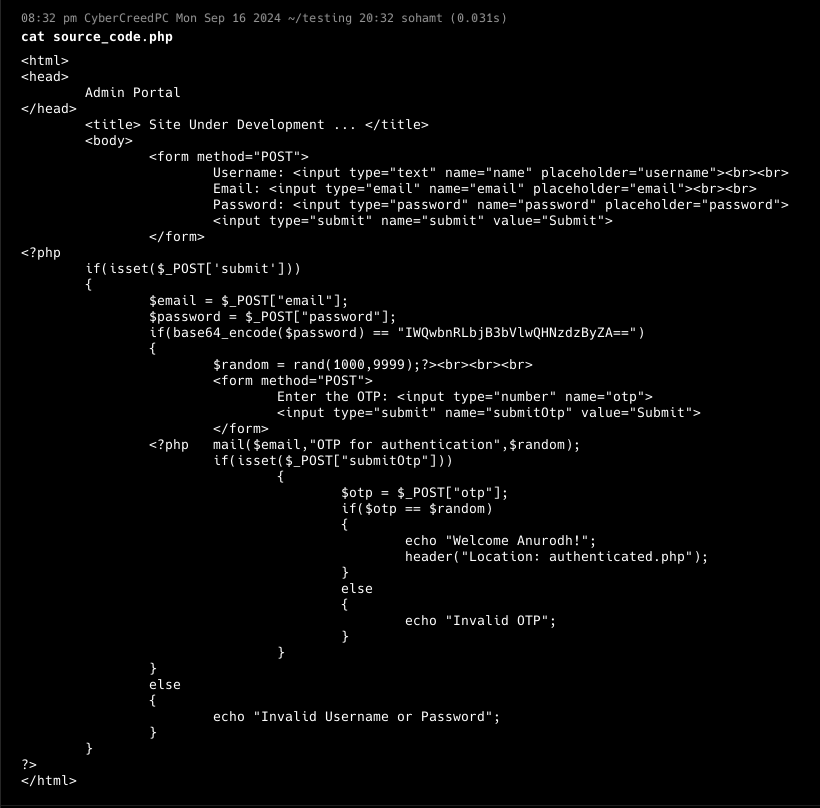 08:32 pm CyberCreedPC Mon Sep 16 2024 ~/testing 20:32 sohamt (0.031s)
cat source_code.php
<html>
<head>
        Admin Portal
</head>
        <title> Site Under Development ... </title>
        <body>
                <form method="POST">
                        Username: <input type="text" name="name" placeholder="username"><br><br>
                        Email: <input type="email" name="email" placeholder="email"><br><br>
                        Password: <input type="password" name="password" placeholder="password">
                        <input type="submit" name="submit" value="Submit">
                </form>
<?php
        if(isset($_POST['submit']))
        {
                $email = $_POST["email"];
                $password = $_POST["password"];
                if(base64_encode($password) == "IWQwbnRLbjB3bVlwQHNzdzByZA==")
                {
                        $random = rand(1000,9999);?><br><br><br>
                        <form method="POST">
                                Enter the OTP: <input type="number" name="otp">
                                <input type="submit" name="submitOtp" value="Submit">
                        </form>
                <?php   mail($email,"OTP for authentication",$random);
                        if(isset($_POST["submitOtp"]))
                                {
                                        $otp = $_POST["otp"];
                                        if($otp == $random)
                                        {
                                                echo "Welcome Anurodh!";
                                                header("Location: authenticated.php");
                                        }
                                        else
                                        {
                                                echo "Invalid OTP";
                                        }
                                }
                }
                else
                {
                        echo "Invalid Username or Password";
                }
        }
?>
</html>